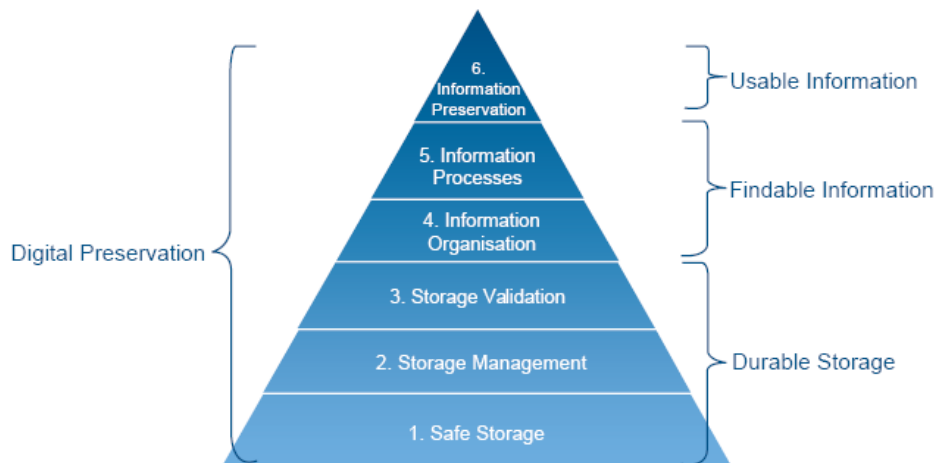 6.
Information
Preservation
Usable Information
5. Information
Processes
Findable Information
4. Information
Organisation
Digital Preservation
3. Storage Validation
2. Storage Management
Durable Storage
1. Safe Storage